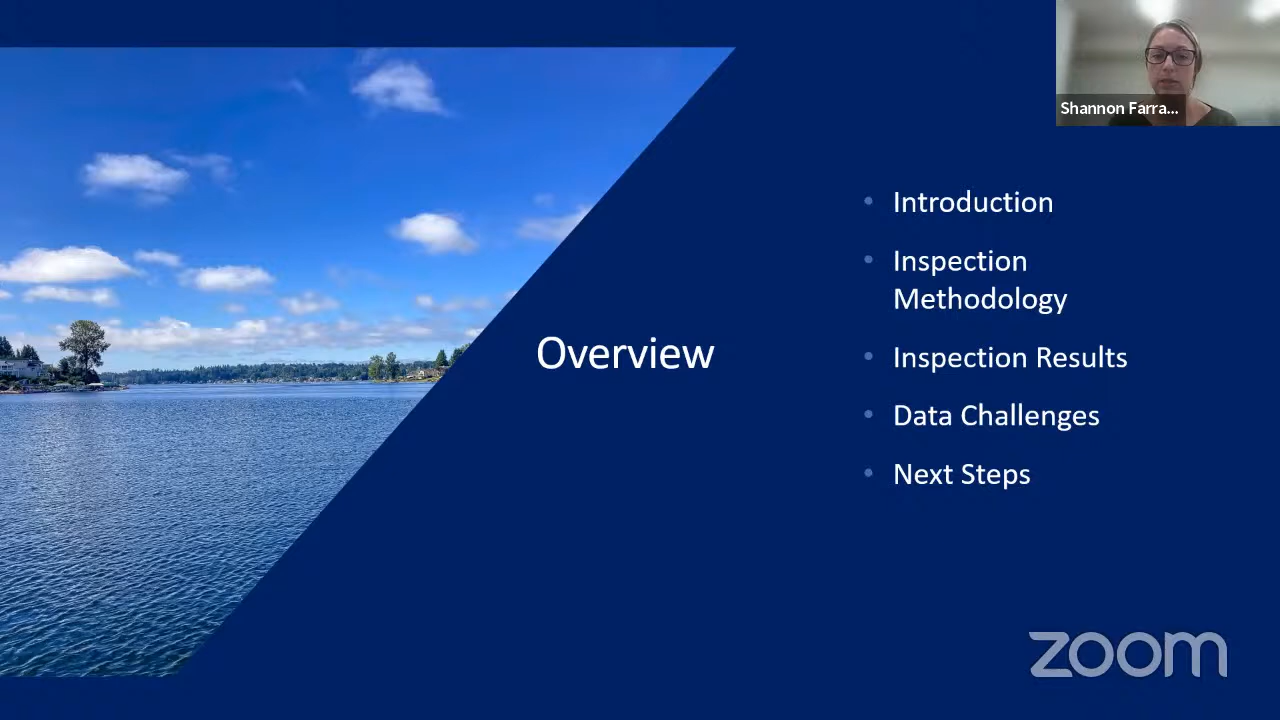 Shannon Farra...
Overview
• Introduction
• Inspection
Methodology
• Inspection Results
• Data Challenges
• Next Steps
zoom